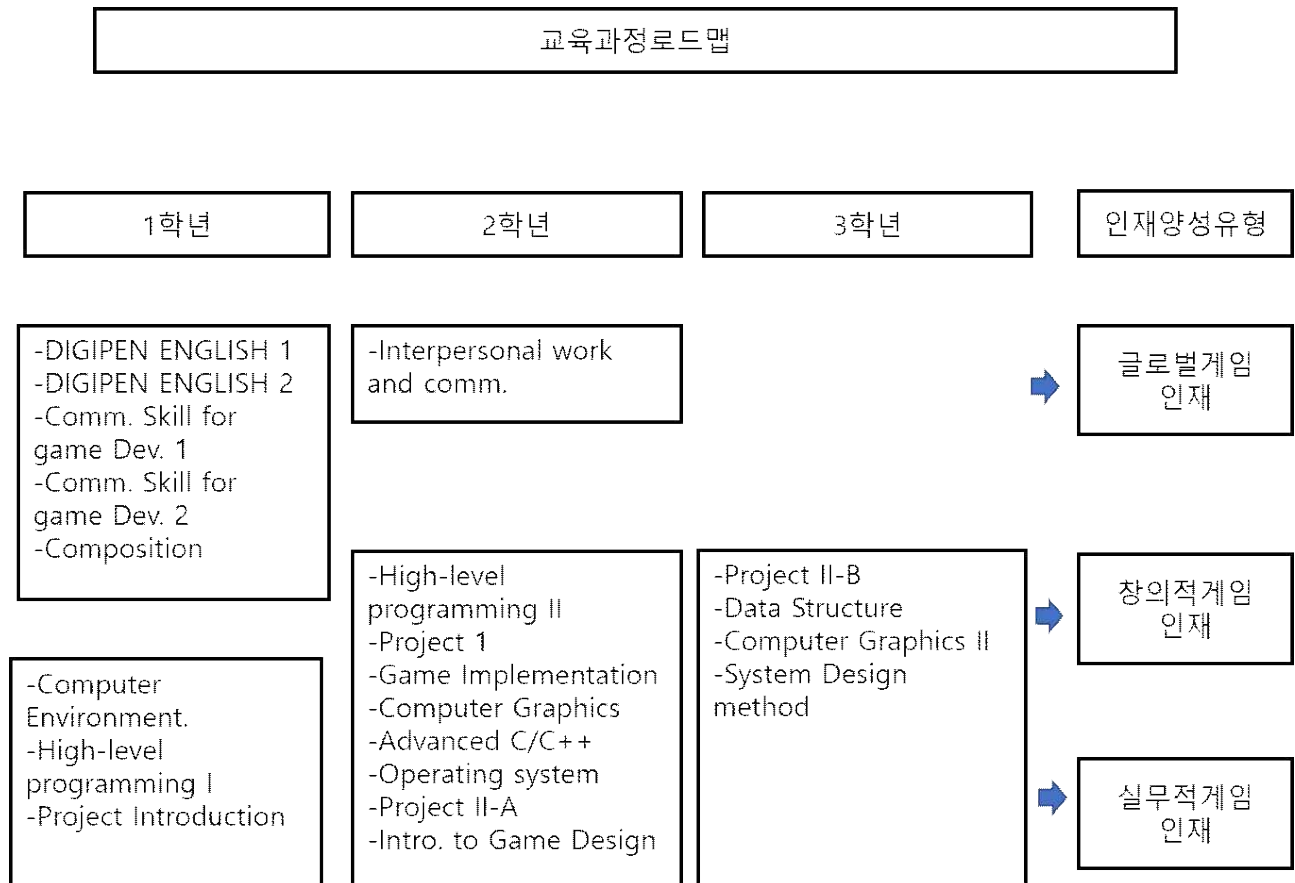 교육과정로드맵
1학년
2학년
3학년
인재양성유형
-DIGIPEN ENGLISH 1
-DIGIPEN ENGLISH 2
-Comm. Skill for
game Dev. 1
-Comm. Skill for
game Dev. 2
-Composition
-Interpersonal work
and comm.
글로벌게임
인재
-Computer
Environment.
-High-level
programming I
-Project Introduction
-High-level
programming II
-Project 1
-Game Implementation
-Computer Graphics
-Advanced C/C++
-Operating system
-Project II-A
-Intro. to Game Design
-Project II-B
-Data Structure
-Computer Graphics II
-System Design
method
창의적게임
인재
실무적게임
인재